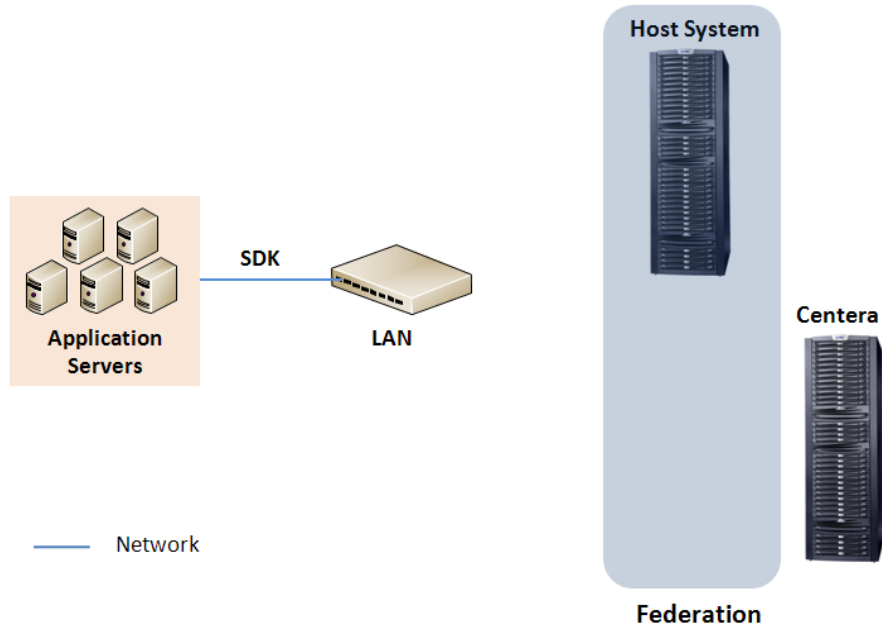 Host System
SDK
Application
Servers
LAN
Centera
Network
Federation